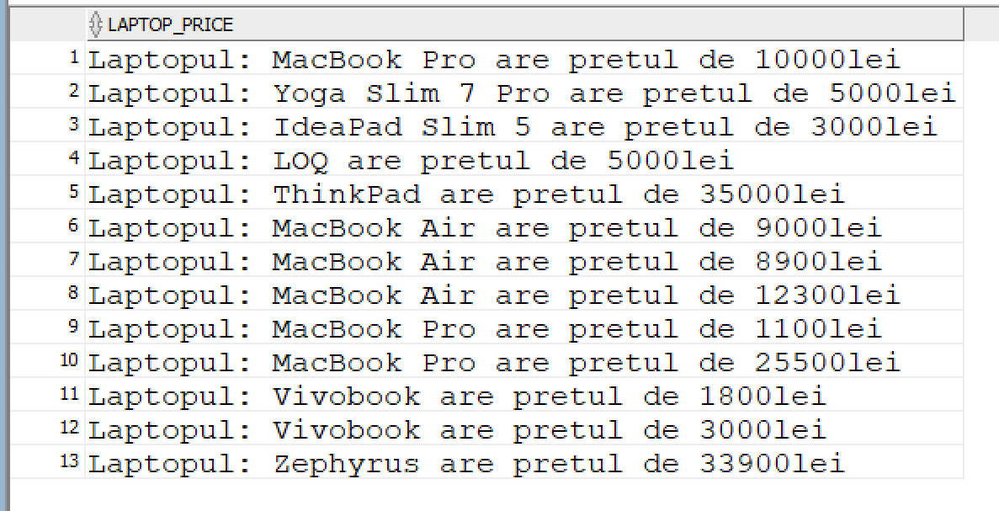 LAPTOP_PRICE
1 Laptopul: MacBook Pro are pretul de 10000lei
2 Laptopul: Yoga Slim 7 Pro are pretul de 5000lei
3 Laptopul: IdeaPad Slim 5 are pretul de 3000lei
4 Laptopul: LOQ are pretul de 5000lei
5 Laptopul: ThinkPad are pretul de 35000lei
6 Laptopul: MacBook Air are pretul de 9000lei
7 Laptopul: MacBook Air are pretul de 8900lei
8 Laptopul: MacBook Air are pretul de 12300lei
9 Laptopul: MacBook Pro are pretul de 1100lei
10 Laptopul: MacBook Pro are pretul de 25500lei
11 Laptopul: Vivobook are pretul de 1800lei
12 Laptopul: Vivobook are pretul de 3000lei
13 Laptopul: Zephyrus are pretul de 33900lei